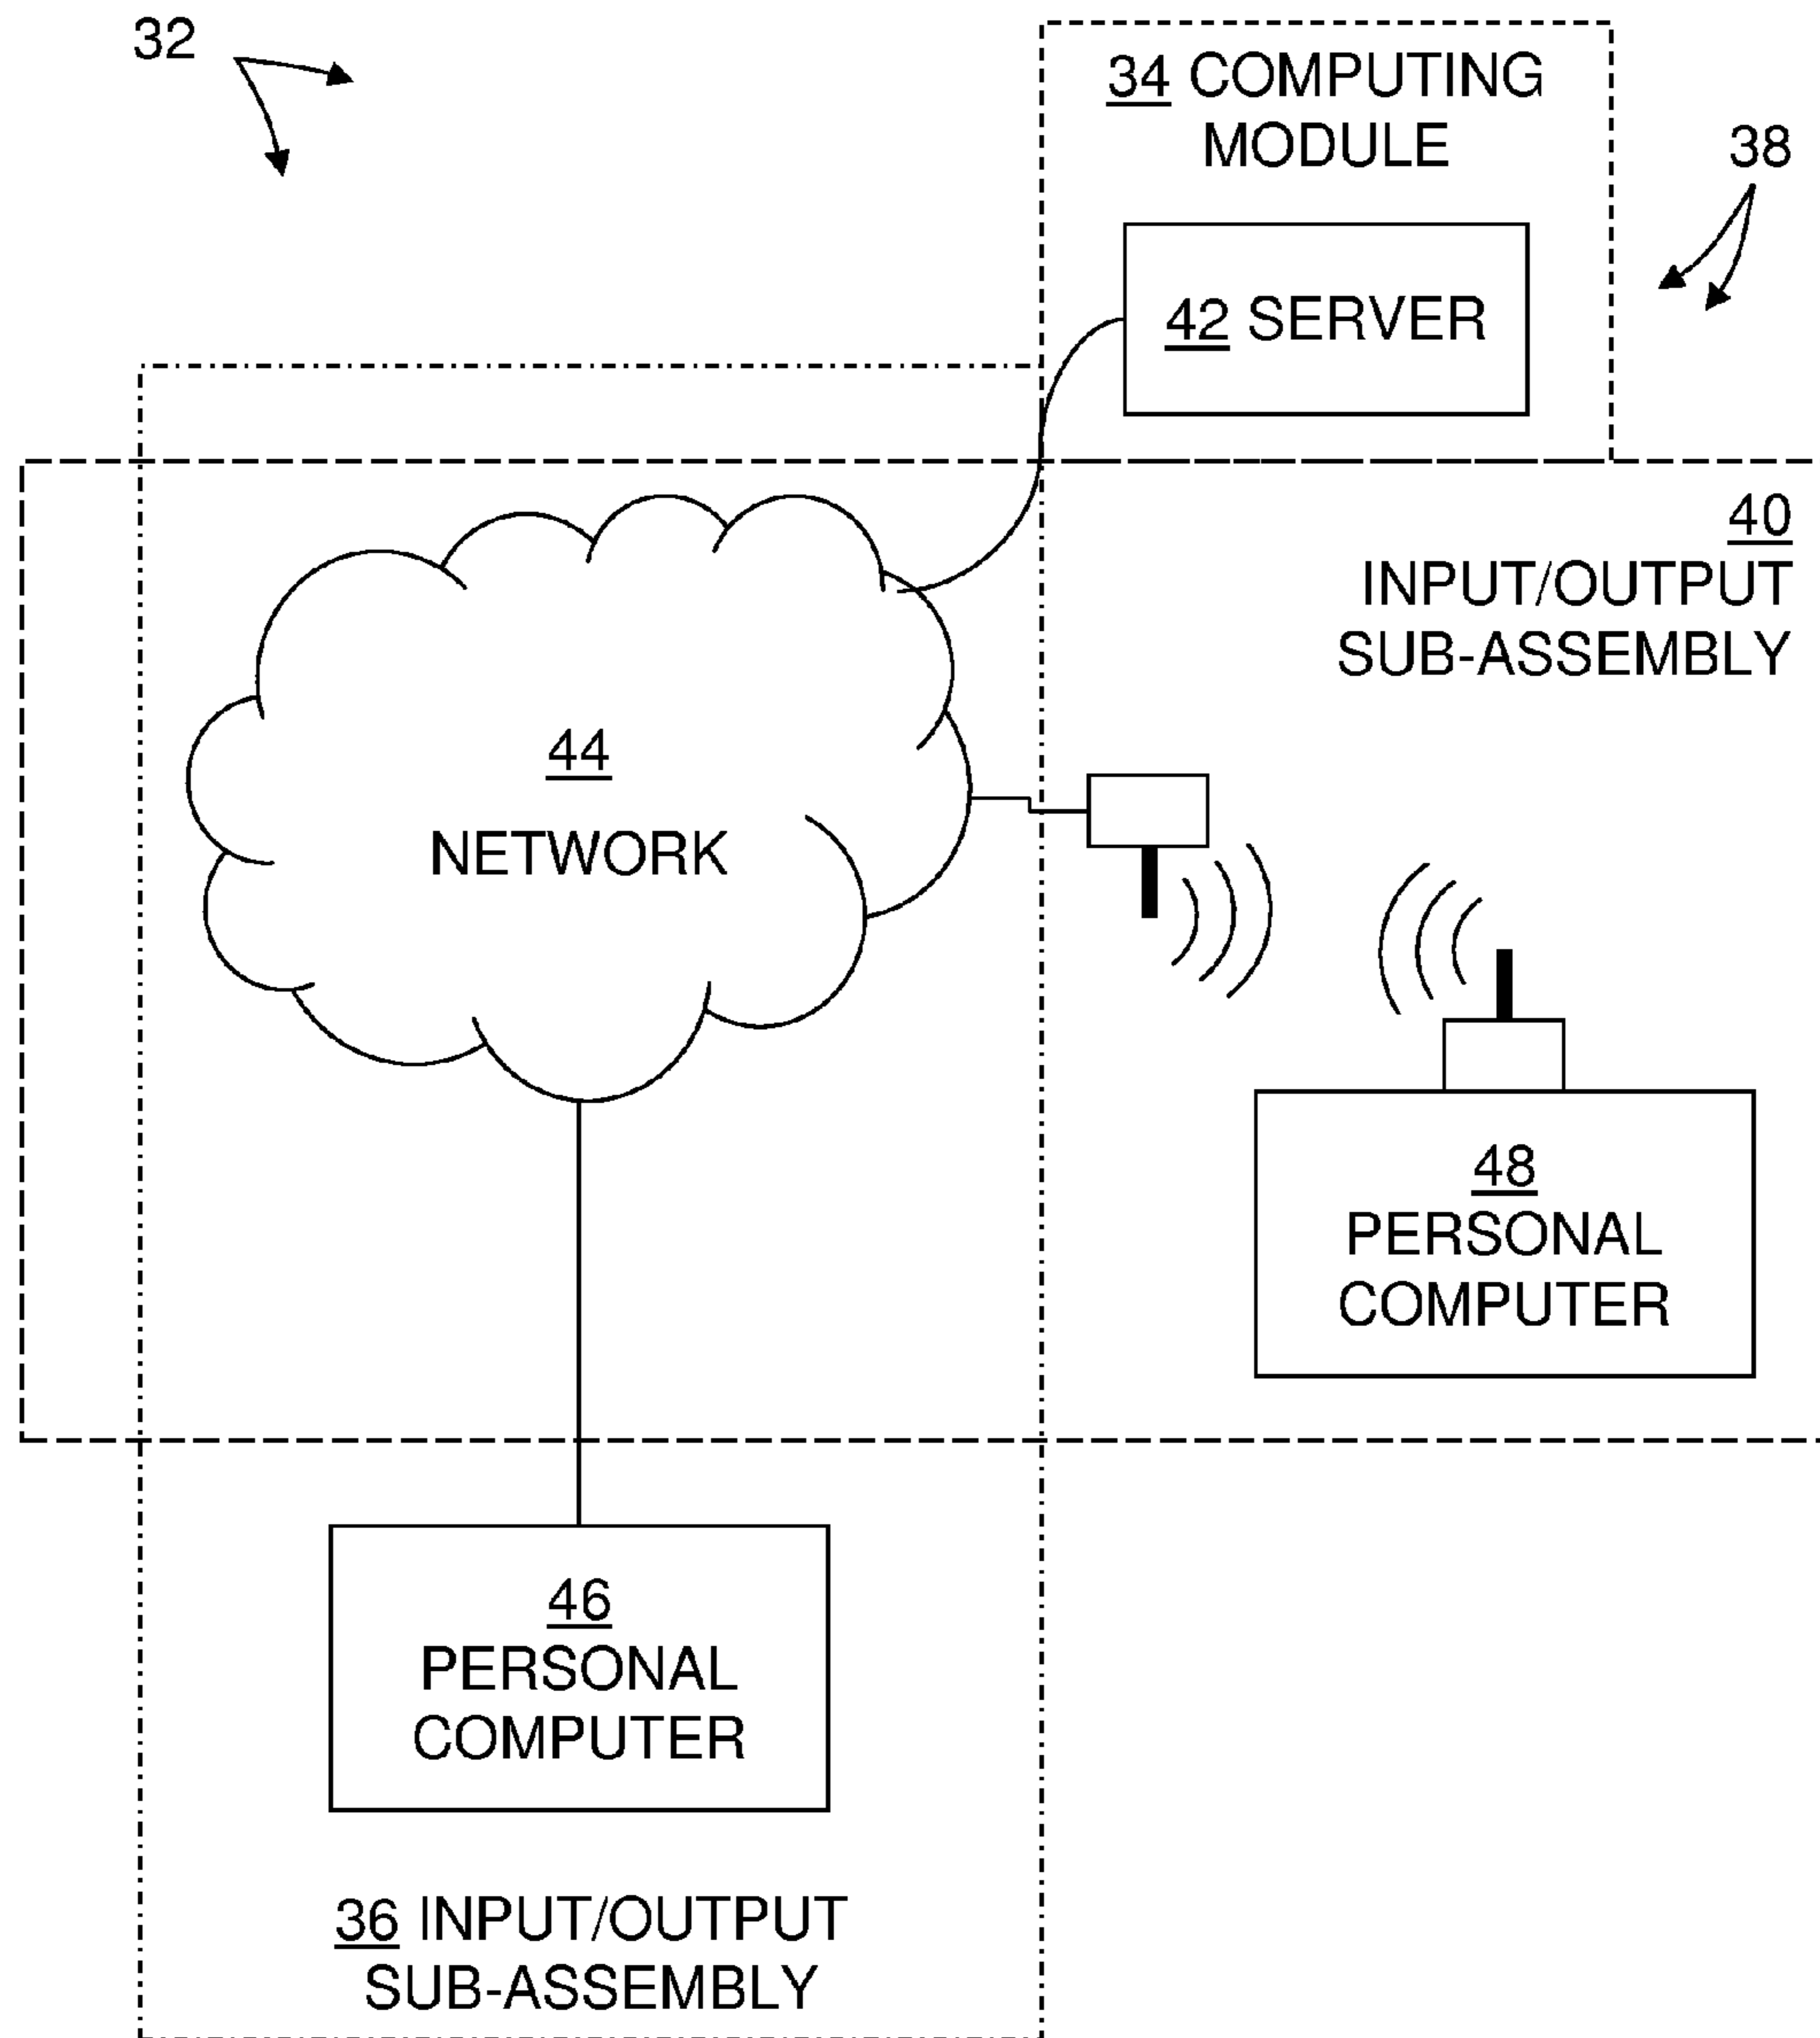 32
34 COMPUTING
MODULE
38
42 SERVER
40
INPUT/OUTPUT
SUB-ASSEMBLY
44
NETWORK
48
PERSONAL
COMPUTER
46
PERSONAL
COMPUTER
36 INPUT/OUTPUT
SUB-ASSEMBLY